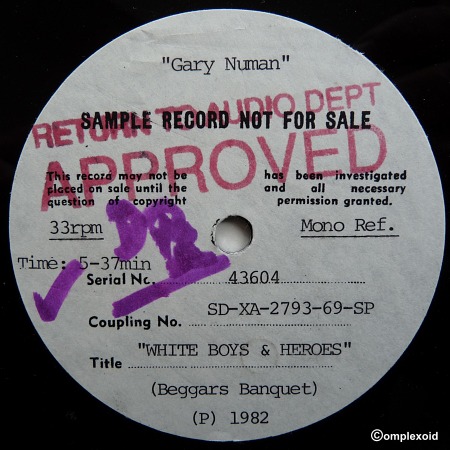 "Gary Numan"
RETURN TO AUDIO DEPT
SAMPLE RECORD NOT FOR SALE
APPROVED
This record may not be has been investigated
placed on sale until the and all necessary
question of copyright permission granted.
33rpm Mono Ref.
Time: 5-37min
Serial No. 43604
Coupling No. SD-XA-2793-69-SP
Title "WHITE BOYS & HEROES"
(Beggars Banquet)
(P) 1982
©omplexoid